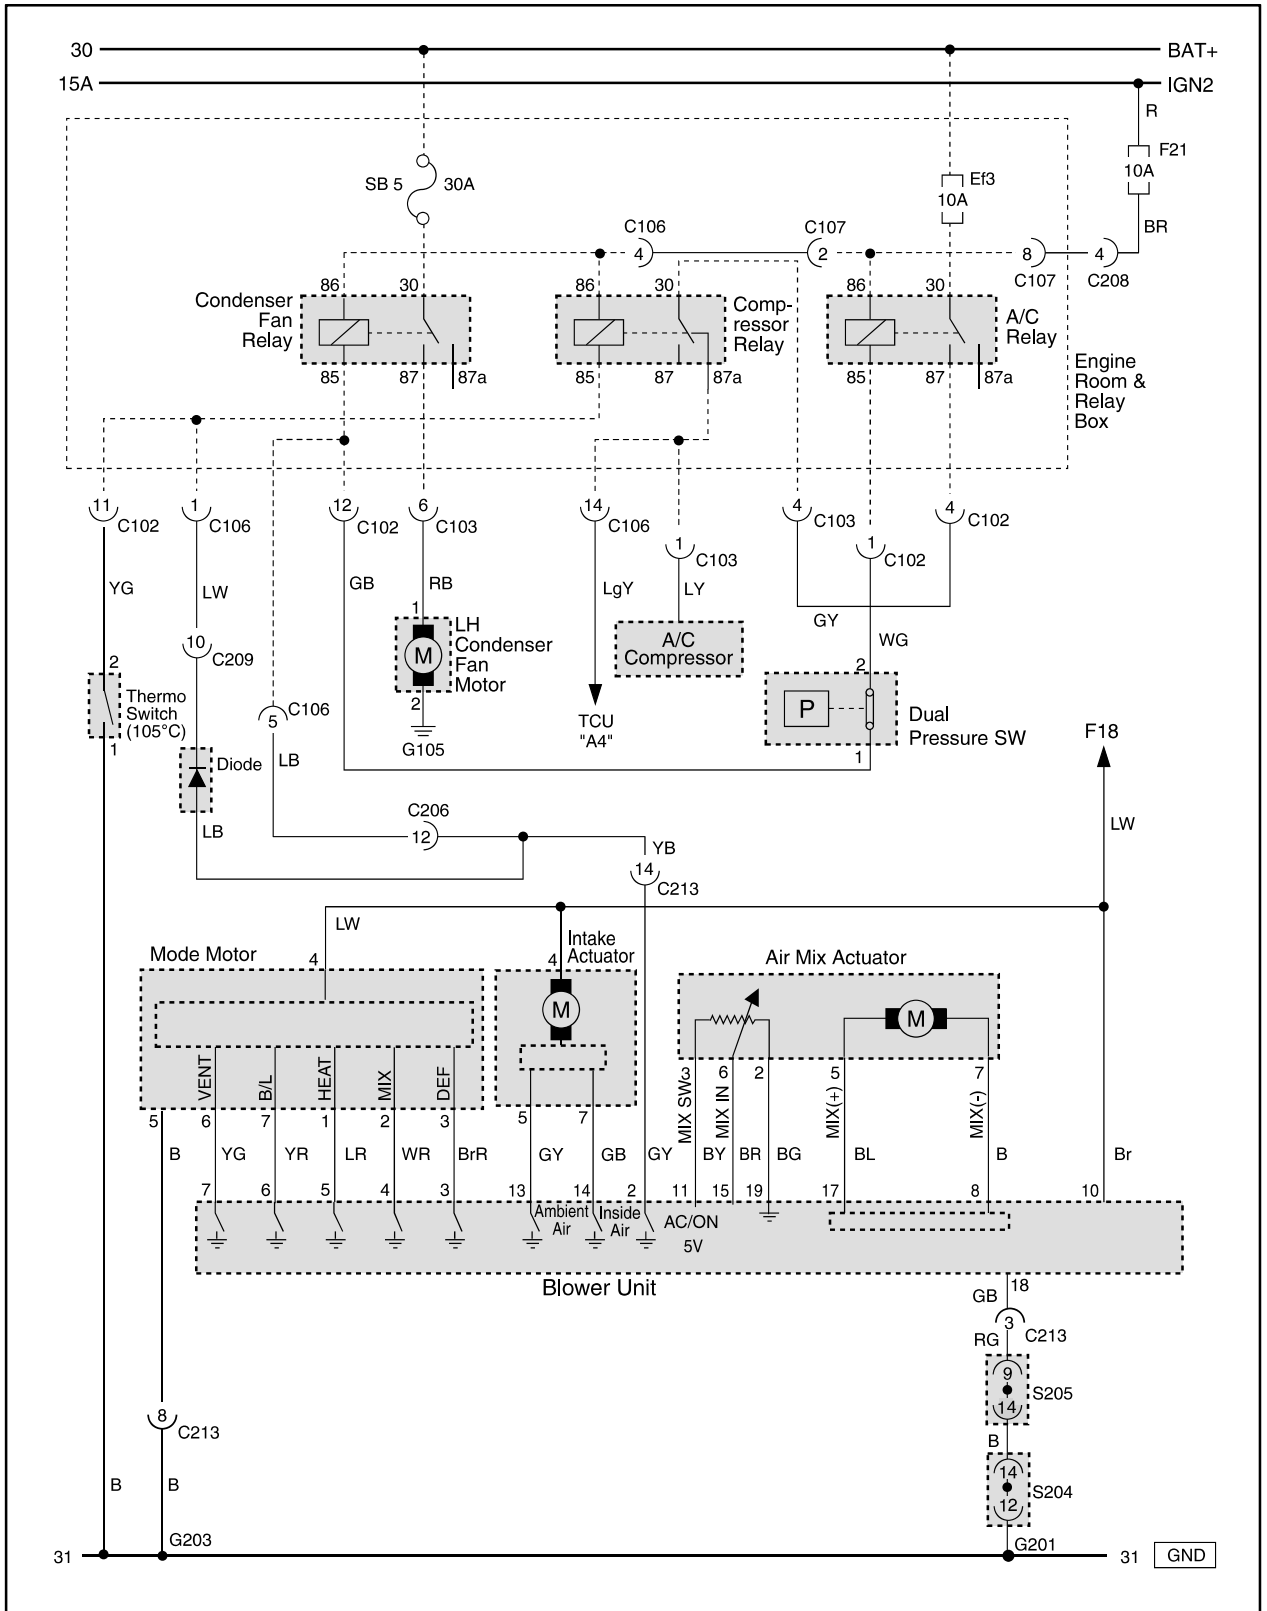 30 BAT+
15A IGN2
R
F21
10A
SB 5 30A
Ef3
10A
BR
C106 C107
4 2 8 4
C107 C208
86 30 86 30 86 30
Condenser
Fan
Relay
Comp-
ressor
Relay
A/C
Relay
85 87 87a 85 87 87a 85 87 87a
Engine
Room &
Relay
Box
11 1 12 6 14 4 4
C102 C106 C102 C103 C106 C103 C102
1 1
C103 C102
YG LW GB RB LgY LY
GY
WG
10
C209
1
LH
Condenser
Fan
Motor
M
2
G105
A/C
Compressor
2
Thermo
Switch
(105°C)
1
5 C106
TCU
"A4"
2
P
Dual
Pressure SW
1
F18
Diode
LB
LB
C206
12
LW
YB
14
C213
LW
Mode Motor
4
Intake
Actuator
4
M
Air Mix Actuator
M
VENT B/L HEAT MIX DEF
5 6 7 1 2 3 5 7
3 6 2 5 7
MIX SW MIX IN MIX(+) MIX(-)
B YG YR LR WR BrR GY GB GY BY BR BG BL B Br
7 6 5 4 3 13 14 2 11 15 19 17 8 10
Ambient
Air
Inside
Air
AC/ON
5V
Blower Unit
18
GB
3
C213
RG
9
S205
14
8
C213
B
14
S204
12
B B
G203 G201
31 31 GND